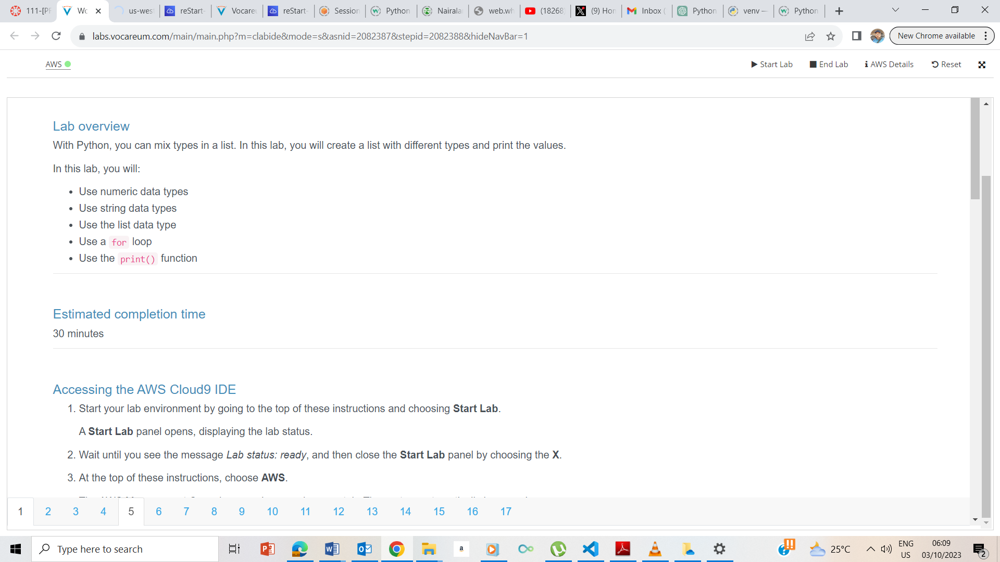 111-[PF
Wo
us-west
reStart-
Vocareu
reStart-
Session
Python
Nairala
web.wh
(18268)
(9) Hon
Inbox (
Python
venv —
Python
labs.vocareum.com/main/main.php?m=clabide&mode=s&asnid=2082387&stepid=2082388&hideNavBar=1
New Chrome available
AWS
Start Lab
End Lab
AWS Details
Reset
Lab overview
With Python, you can mix types in a list. In this lab, you will create a list with different types and print the values.
In this lab, you will:
• Use numeric data types
• Use string data types
• Use the list data type
• Use a for loop
• Use the print() function
Estimated completion time
30 minutes
Accessing the AWS Cloud9 IDE
1. Start your lab environment by going to the top of these instructions and choosing Start Lab.
A Start Lab panel opens, displaying the lab status.
2. Wait until you see the message Lab status: ready, and then close the Start Lab panel by choosing the X.
3. At the top of these instructions, choose AWS.
1 2 3 4 5 6 7 8 9 10 11 12 13 14 15 16 17
Type here to search
a
25°C
ENG
US
06:09
03/10/2023
2